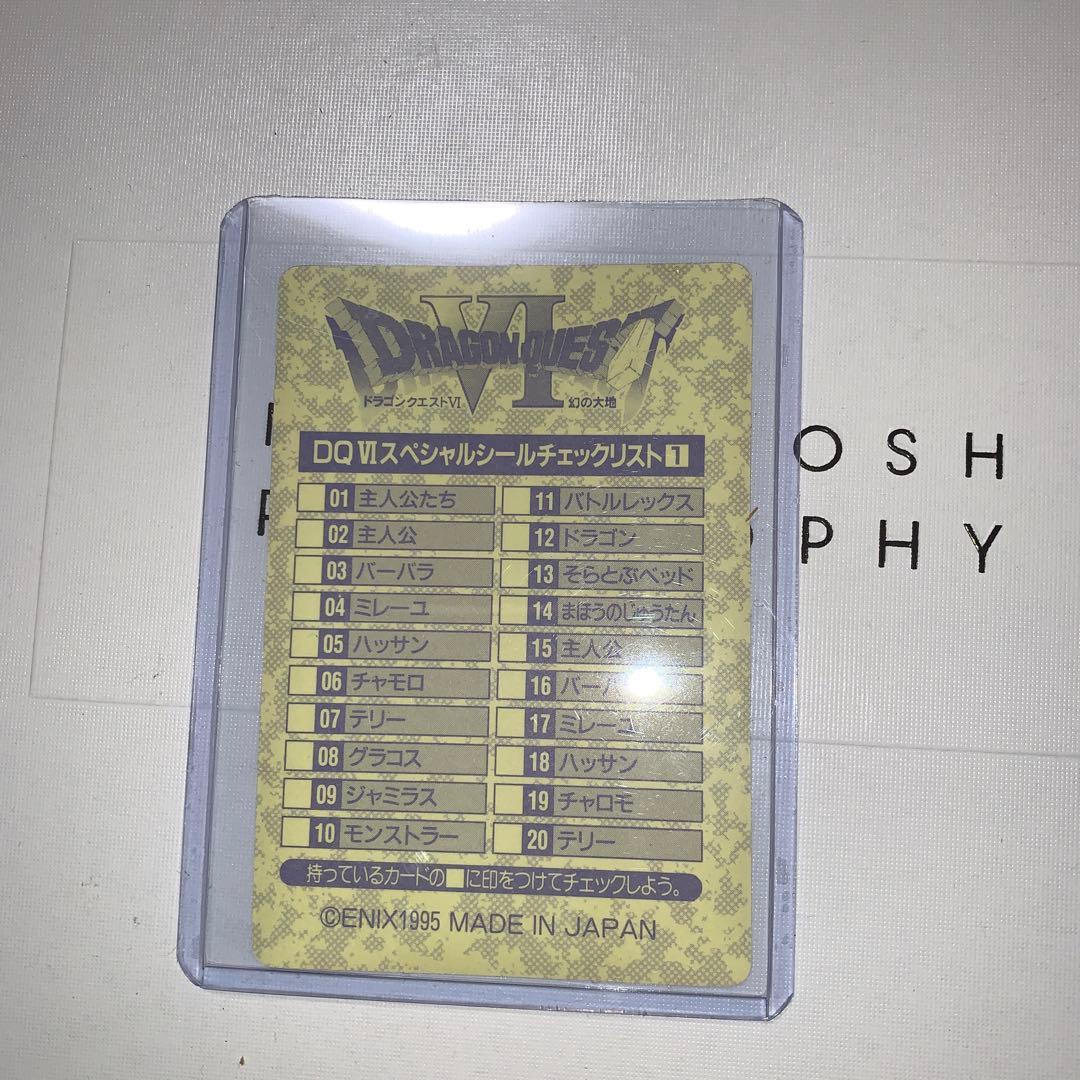 DRAGON QUEST VI
ドラゴンクエストVI 幻の大地
DQ VIスペシャルシールチェックリスト1
01 主人公たち
02 主人公
03 バーバラ
04 ミレーユ
05 ハッサン
06 チャモロ
07 テリー
08 グラコス
09 ジャミラス
10 モンストラー
11 バトルレックス
12 ドラゴン
13 そらとぶベッド
14 まほうのじゅうたん
15 主人公
16
17 ミレーユ
18 ハッサン
19 チャロモ
20 テリー
持っているカードの■に印をつけてチェックしよう。
©ENIX1995 MADE IN JAPAN
OSH
OPHY